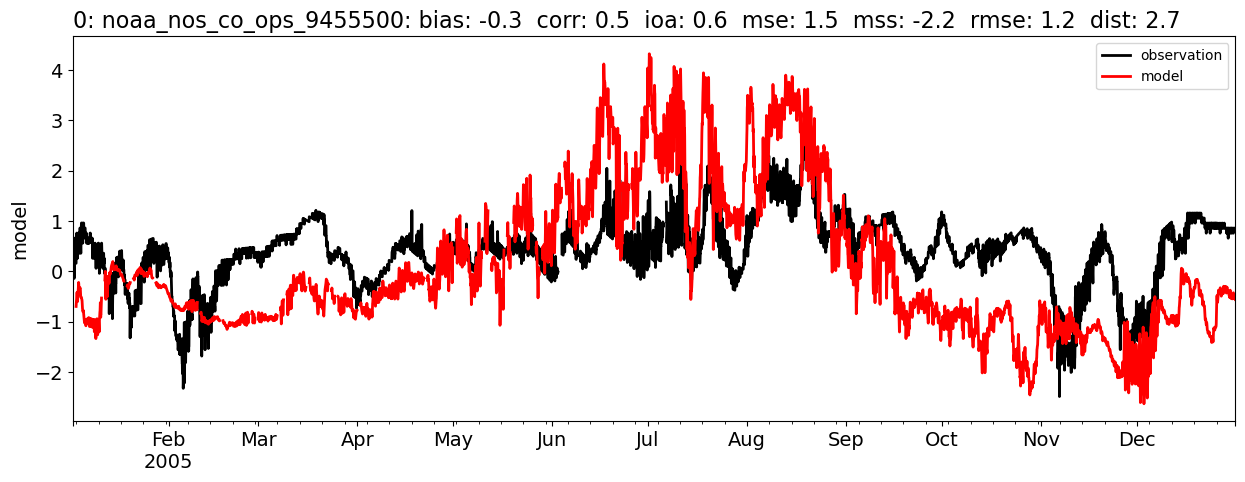 0: noaa_nos_co_ops_9455500: bias: -0.3  corr: 0.5  ioa: 0.6  mse: 1.5  mss: -2.2  rmse: 1.2  dist: 2.7
observation
model
model
4
3
2
1
0
−1
−2
Feb Mar Apr May Jun Jul Aug Sep Oct Nov Dec
2005